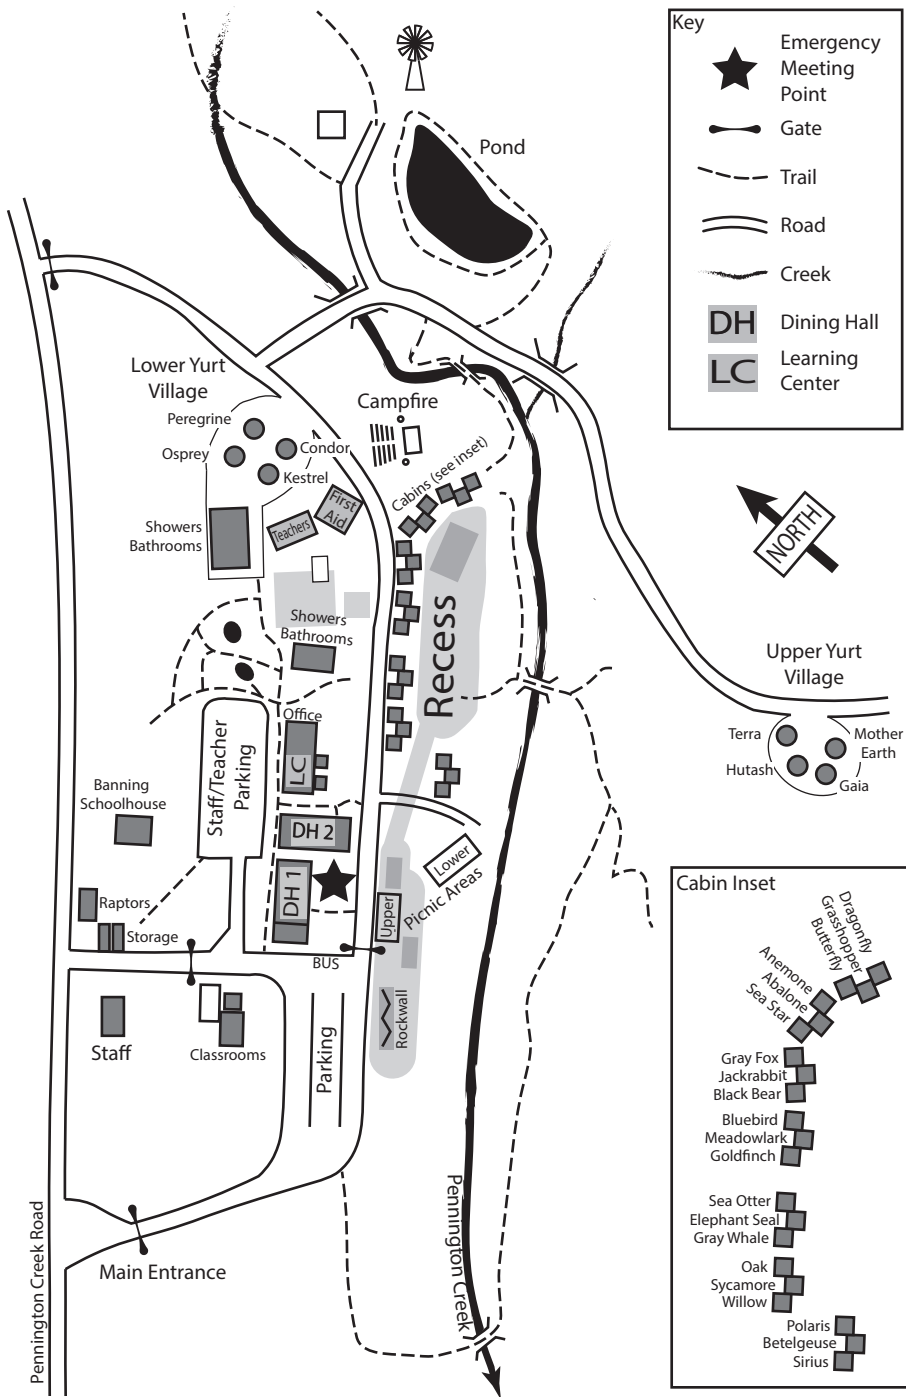 Key
Emergency
Meeting
Point
Gate
Trail
Road
Creek
DH
Dining Hall
LC
Learning
Center
Pond
Lower Yurt
Village
Peregrine
Osprey
Condor
Kestrel
Campfire
Cabins (see inset)
First
Aid
Teachers
Showers
Bathrooms
Showers
Bathrooms
Recess
NORTH
Upper Yurt
Village
Terra
Mother
Earth
Hutash
Gaia
Office
LC
Staff/Teacher
Parking
Banning
Schoolhouse
DH 2
DH 1
Lower
Upper
Picnic Areas
Raptors
Storage
BUS
Rockwall
Staff
Classrooms
Parking
Main Entrance
Pennington Creek Road
Pennington Creek
Cabin Inset
Dragonfly
Grasshopper
Butterfly
Anemone
Abalone
Sea Star
Gray Fox
Jackrabbit
Black Bear
Bluebird
Meadowlark
Goldfinch
Sea Otter
Elephant Seal
Gray Whale
Oak
Sycamore
Willow
Polaris
Betelgeuse
Sirius